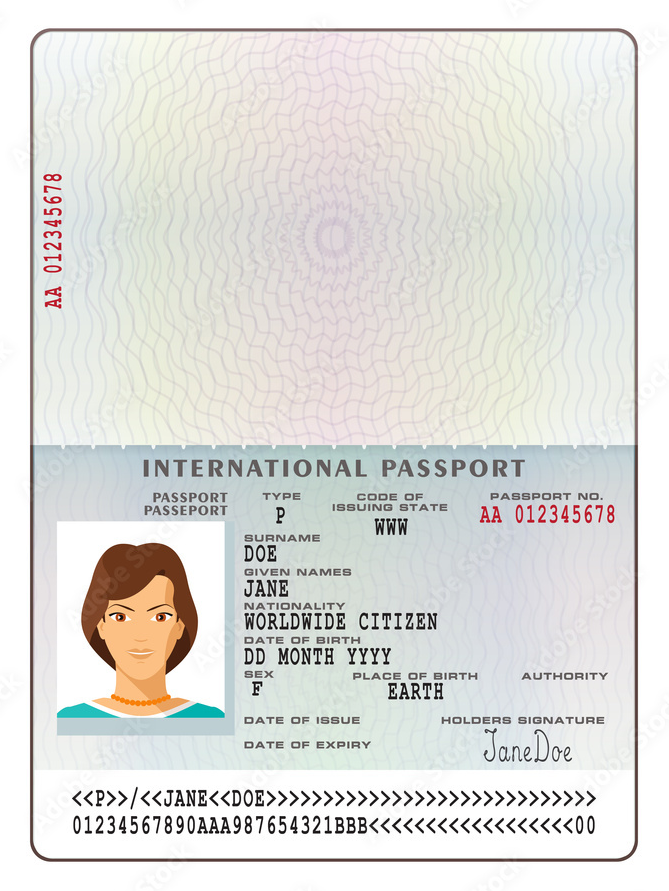 AA 012345678
INTERNATIONAL PASSPORT
PASSPORT
PASSEPORT
TYPE
P
CODE OF
ISSUING STATE
WWW
PASSPORT NO.
AA 012345678
SURNAME
DOE
GIVEN NAMES
JANE
NATIONALITY
WORLDWIDE CITIZEN
DATE OF BIRTH
DD MONTH YYYY
SEX
F
PLACE OF BIRTH
EARTH
AUTHORITY
DATE OF ISSUE
HOLDERS SIGNATURE
JaneDoe
DATE OF EXPIRY
<<P>>/<<JANE<<DOE>>>>>>>>>>>>>>>>>>>>>>>>>>>>
01234567890AAA987654321BBB<<<<<<<<<<<<<<<<<<00
Adobe Stock